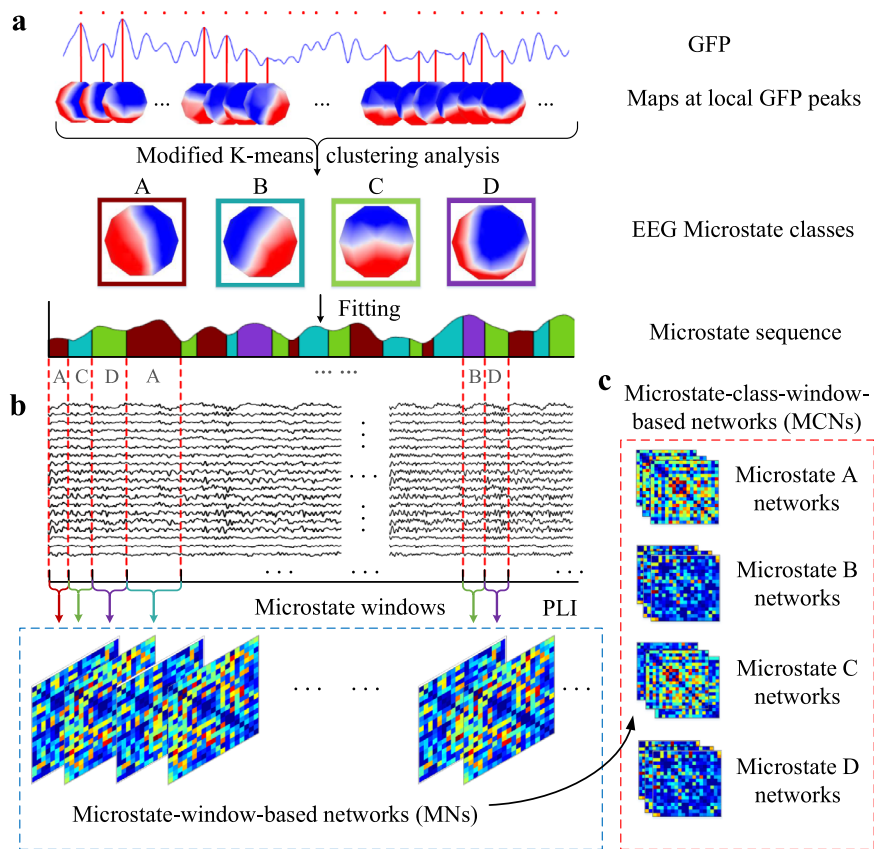 a
GFP
Maps at local GFP peaks
... ... ...
Modified K-means clustering analysis
A B C D
EEG Microstate classes
Fitting
Microstate sequence
A C D A ... ... B D
b
c
Microstate-class-window-
based networks (MCNs)
Microstate A
networks
Microstate B
networks
Microstate C
networks
Microstate D
networks
Microstate windows
PLI
Microstate-window-based networks (MNs)